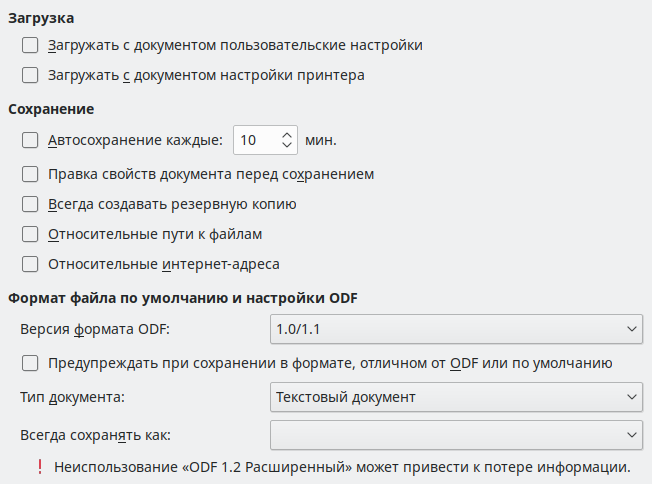 Загрузка
Загружать с документом пользовательские настройки
Загружать с документом настройки принтера
Сохранение
Автосохранение каждые: 10 мин.
Правка свойств документа перед сохранением
Всегда создавать резервную копию
Относительные пути к файлам
Относительные интернет-адреса
Формат файла по умолчанию и настройки ODF
Версия формата ODF: 1.0/1.1
Предупреждать при сохранении в формате, отличном от ODF или по умолчанию
Тип документа: Текстовый документ
Всегда сохранять как:
! Неиспользование «ODF 1.2 Расширенный» может привести к потере информации.